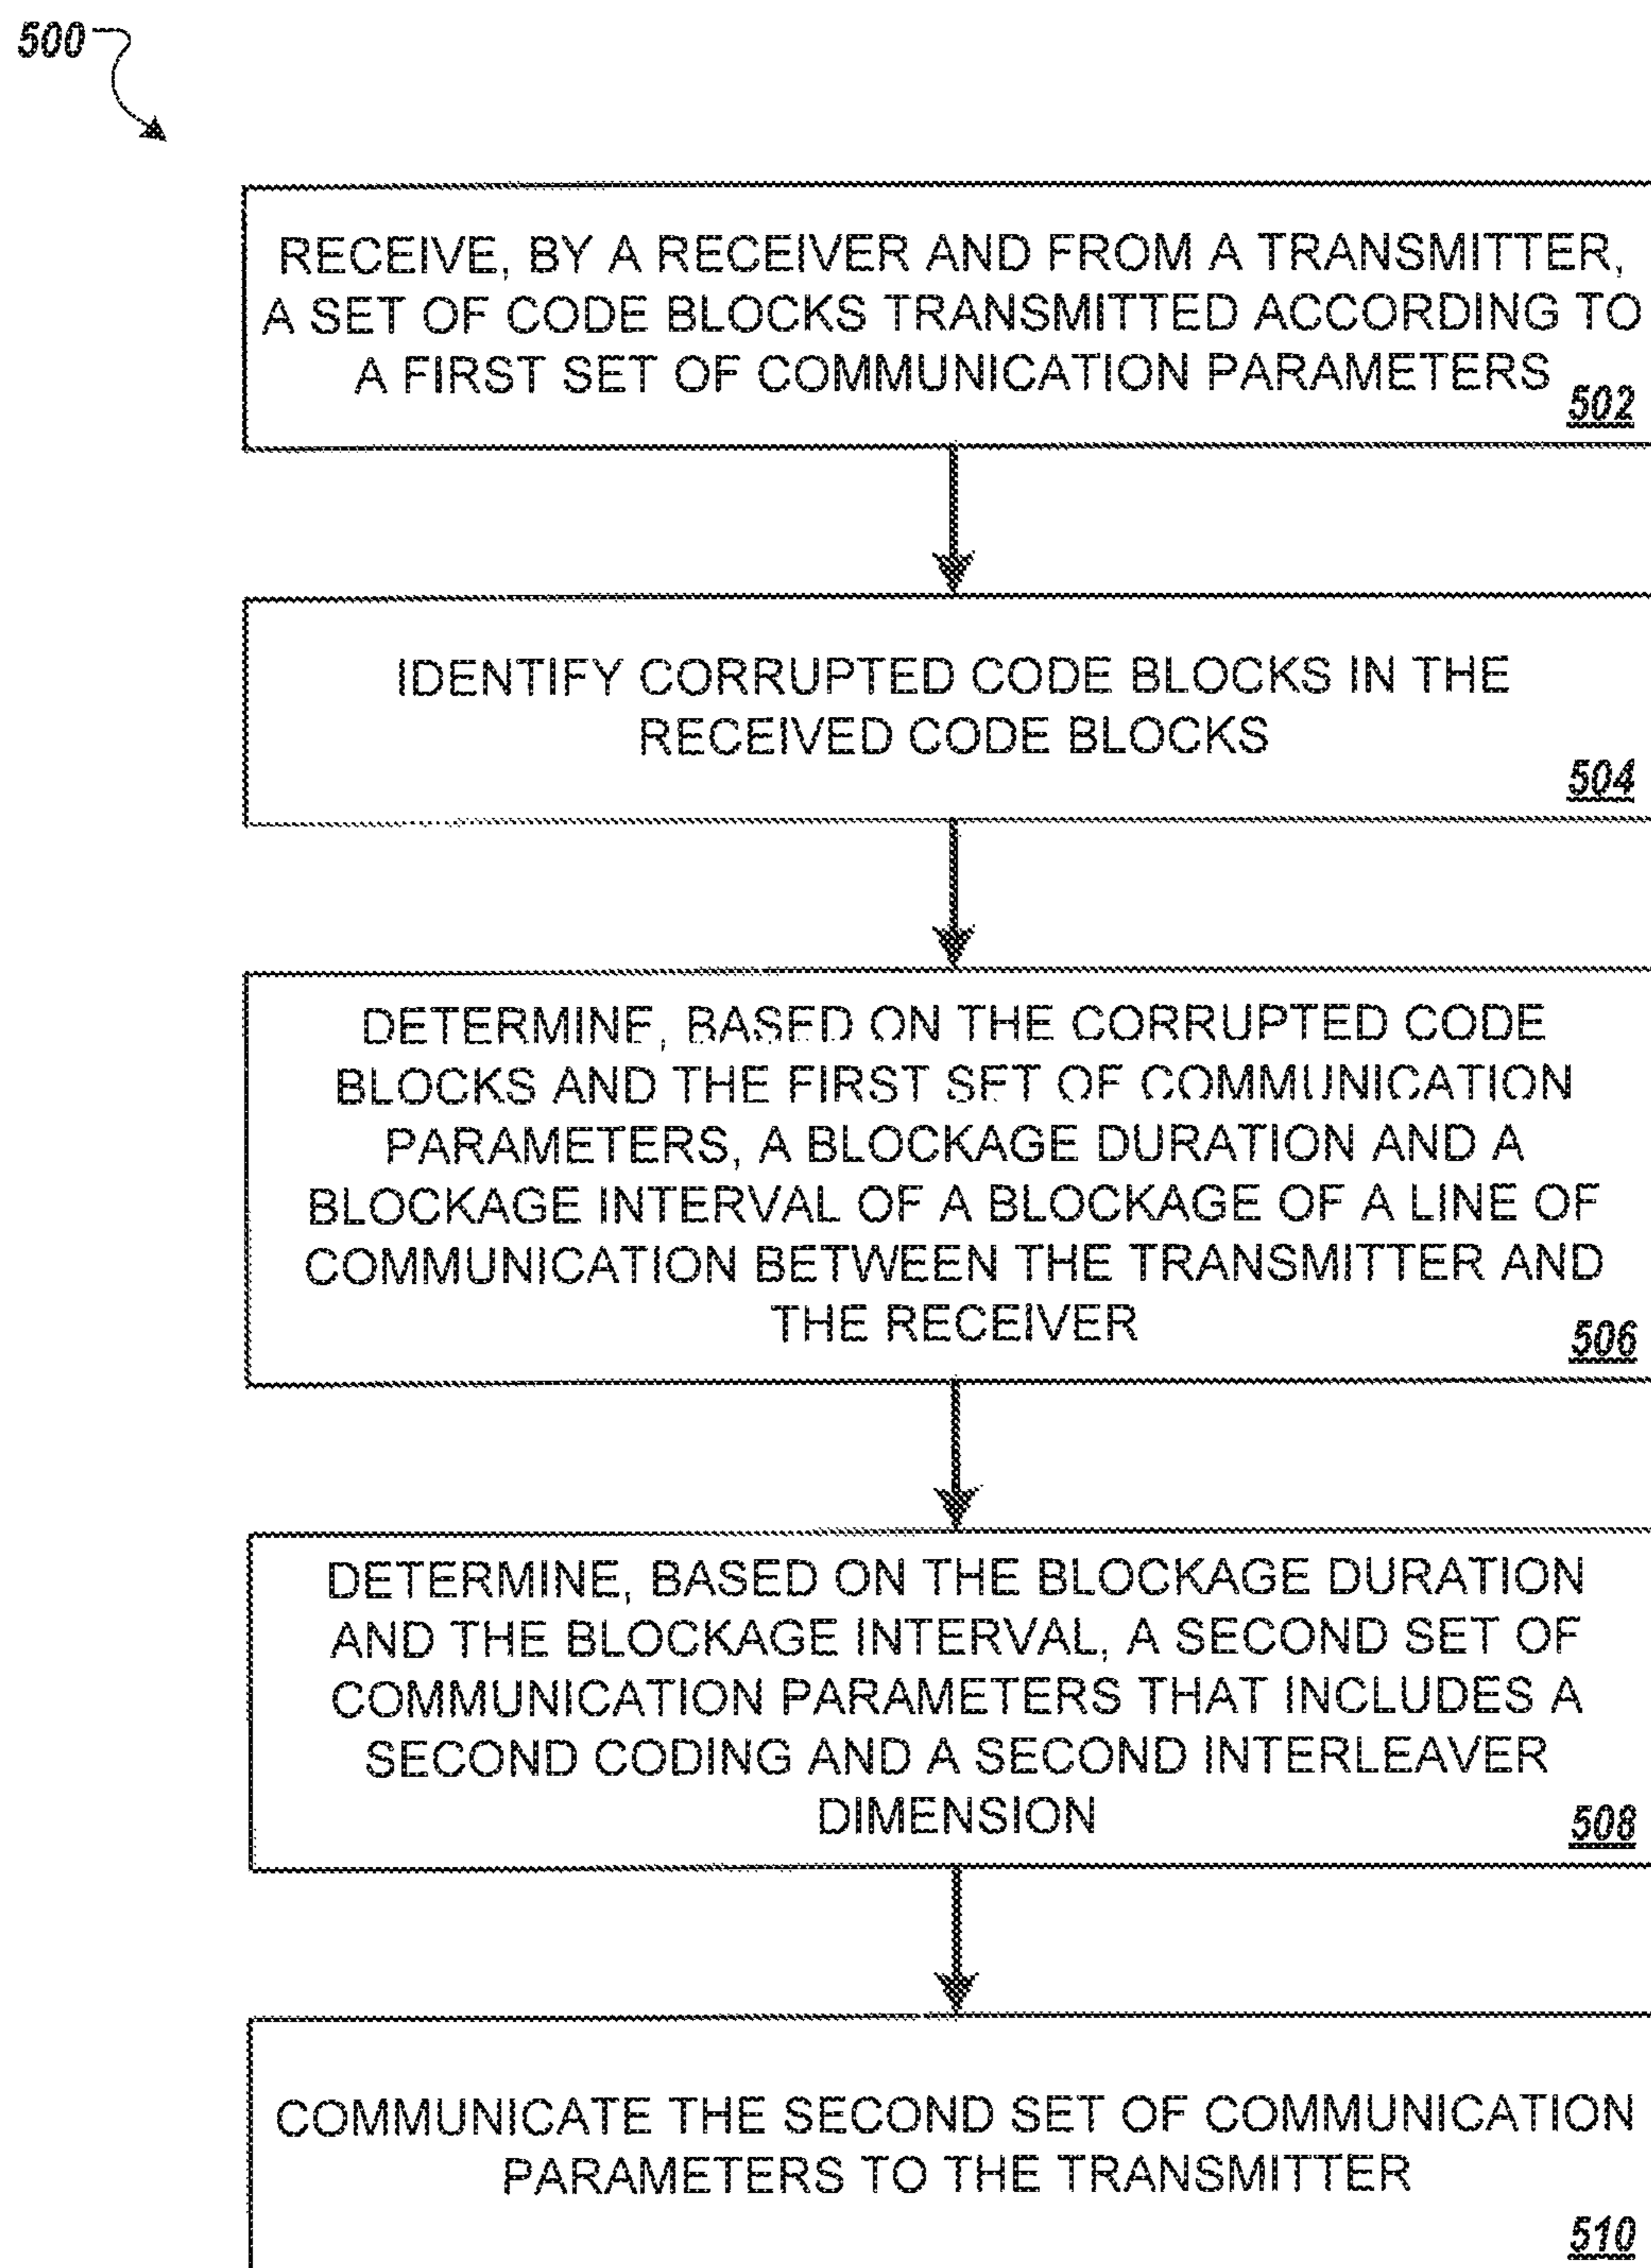 500
RECEIVE, BY A RECEIVER AND FROM A TRANSMITTER,
A SET OF CODE BLOCKS TRANSMITTED ACCORDING TO
A FIRST SET OF COMMUNICATION PARAMETERS
502
IDENTIFY CORRUPTED CODE BLOCKS IN THE
RECEIVED CODE BLOCKS
504
DETERMINE, BASED ON THE CORRUPTED CODE
BLOCKS AND THE FIRST SET OF COMMUNICATION
PARAMETERS, A BLOCKAGE DURATION AND A
BLOCKAGE INTERVAL OF A BLOCKAGE OF A LINE OF
COMMUNICATION BETWEEN THE TRANSMITTER AND
THE RECEIVER
506
DETERMINE, BASED ON THE BLOCKAGE DURATION
AND THE BLOCKAGE INTERVAL, A SECOND SET OF
COMMUNICATION PARAMETERS THAT INCLUDES A
SECOND CODING AND A SECOND INTERLEAVER
DIMENSION
508
COMMUNICATE THE SECOND SET OF COMMUNICATION
PARAMETERS TO THE TRANSMITTER
510